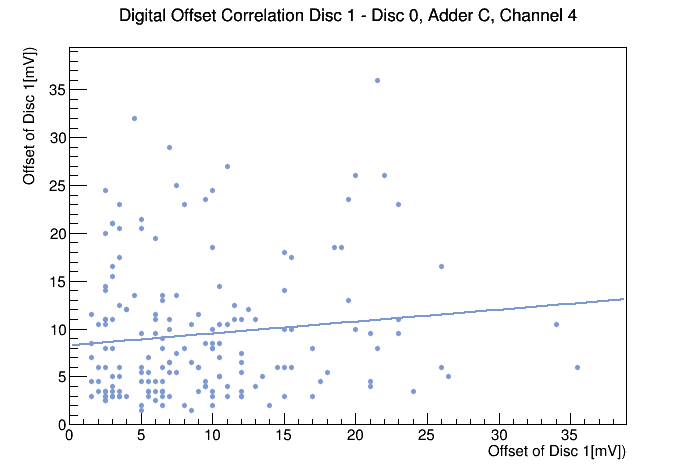 Digital Offset Correlation Disc 1 - Disc 0, Adder C, Channel 4
Offset of Disc 1[mV])
35
30
25
20
15
10
5
0
0 5 10 15 20 25 30 35
Offset of Disc 1[mV])